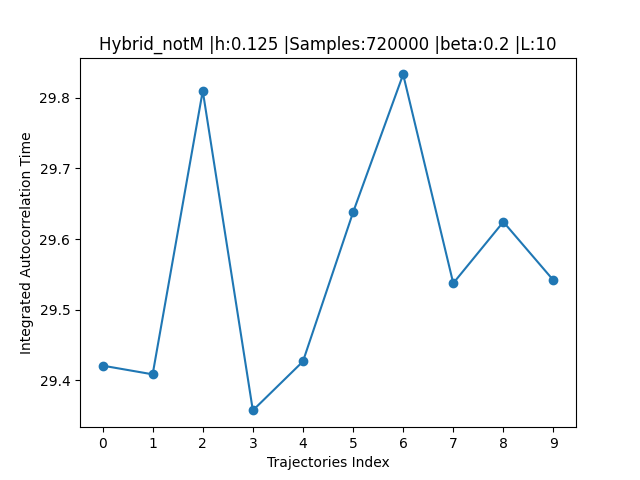 Hybrid_notM |h:0.125 |Samples:720000 |beta:0.2 |L:10
Integrated Autocorrelation Time
29.8
29.7
29.6
29.5
29.4
0 1 2 3 4 5 6 7 8 9
Trajectories Index